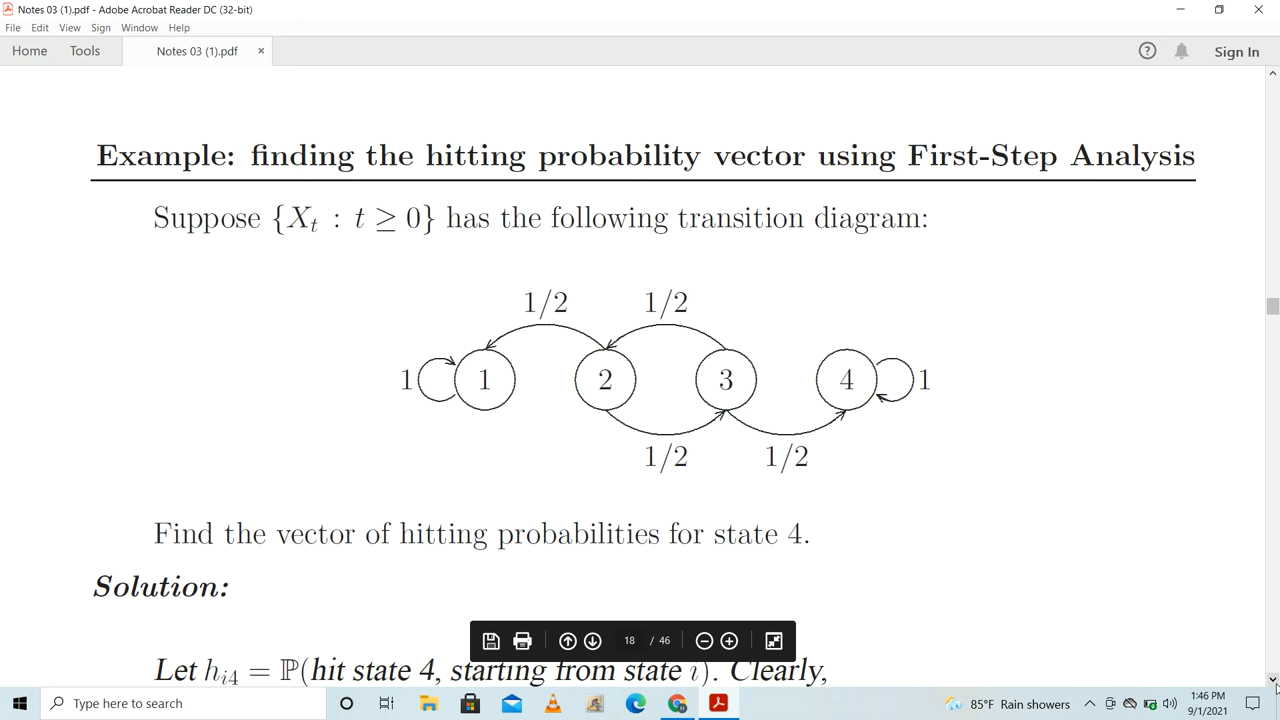 Notes 03 (1).pdf - Adobe Acrobat Reader DC (32-bit)
File Edit View Sign Window Help
Home Tools Notes 03 (1).pdf × ? Sign In
Example: finding the hitting probability vector using First-Step Analysis
Suppose {X_t : t ≥ 0} has the following transition diagram:
1/2 1/2
1 1 2 3 4 1
1/2 1/2
Find the vector of hitting probabilities for state 4.
Solution:
18 / 46
Let h_{i4} = ℙ(hit state 4, starting from state i). Clearly,
Type here to search
85°F Rain showers
1:46 PM
9/1/2021